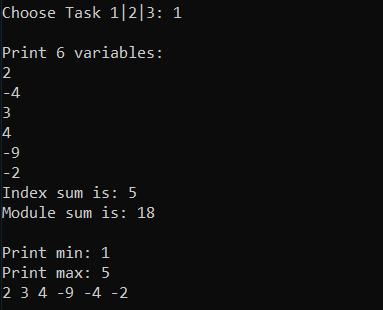 Choose Task 1|2|3: 1
Print 6 variables:
2
-4
3
4
-9
-2
Index sum is: 5
Module sum is: 18
Print min: 1
Print max: 5
2 3 4 -9 -4 -2